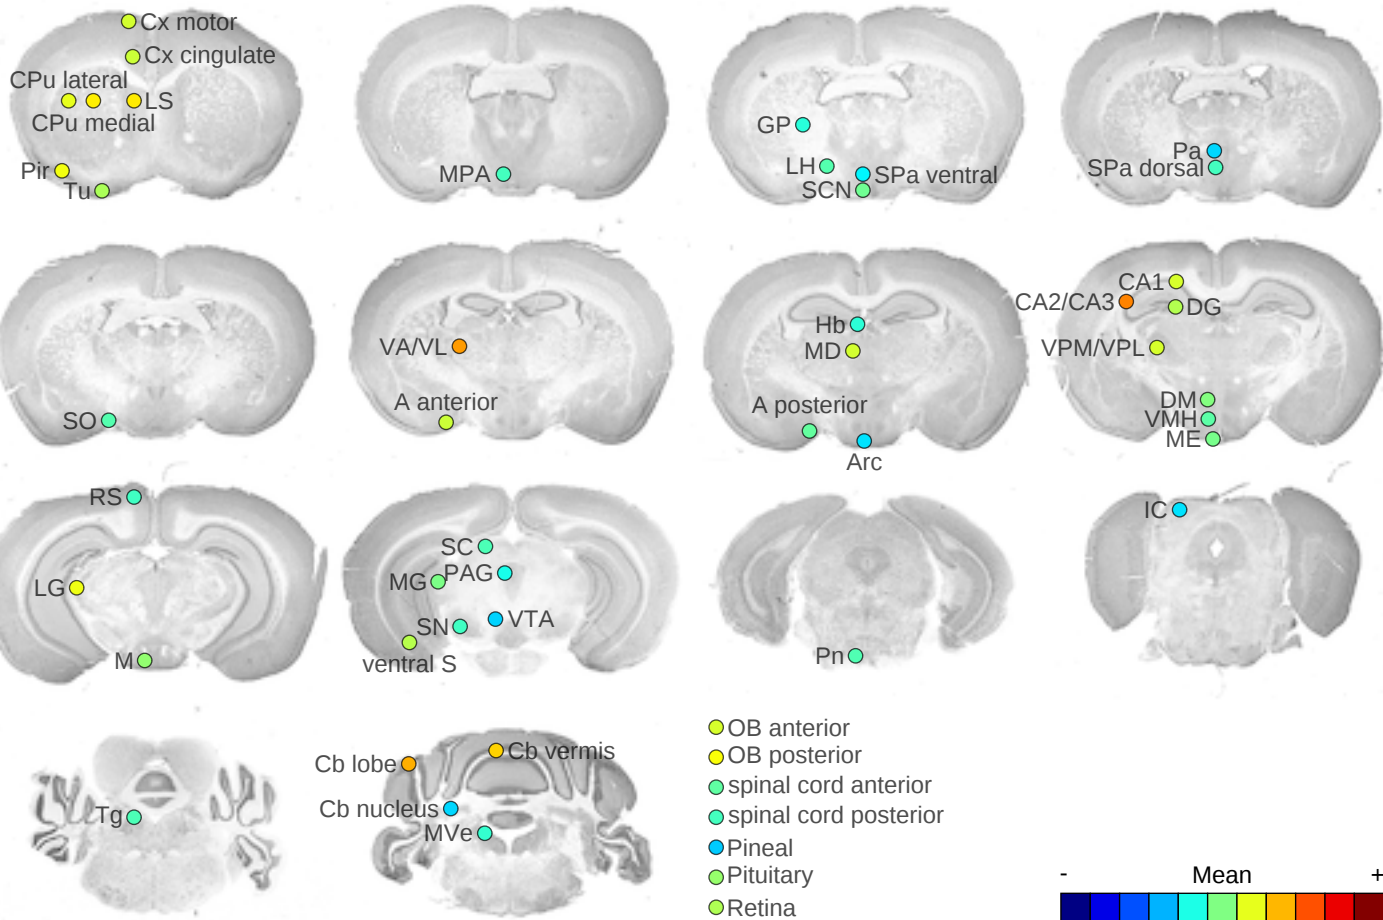 Cx motor
Cx cingulate
CPu lateral
LS
CPu medial
Pir
Tu
MPA
GP
LH
SPa ventral
SCN
Pa
SPa dorsal
SO
VA/VL
A anterior
Hb
MD
A posterior
Arc
CA1
CA2/CA3
DG
VPM/VPL
DM
VMH
ME
RS
LG
M
SC
MG
PAG
SN
VTA
ventral S
Pn
IC
Tg
Cb lobe
Cb vermis
Cb nucleus
MVe
OB anterior
OB posterior
spinal cord anterior
spinal cord posterior
Pineal
Pituitary
Retina
- Mean +